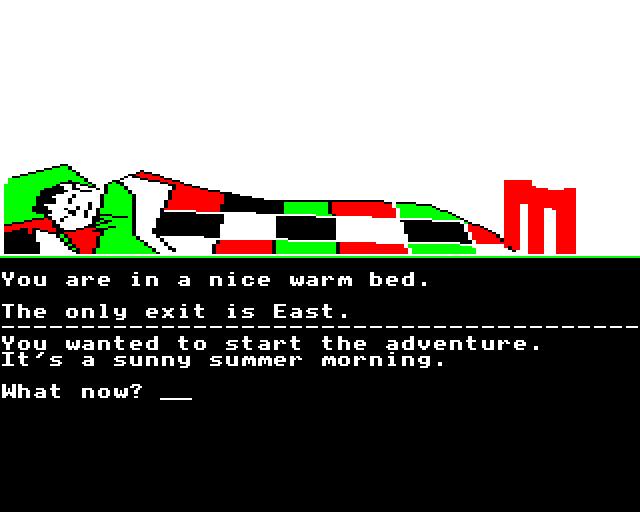 You are in a nice warm bed.
The only exit is East.
You wanted to start the adventure.
It's a sunny summer morning.
What now? __